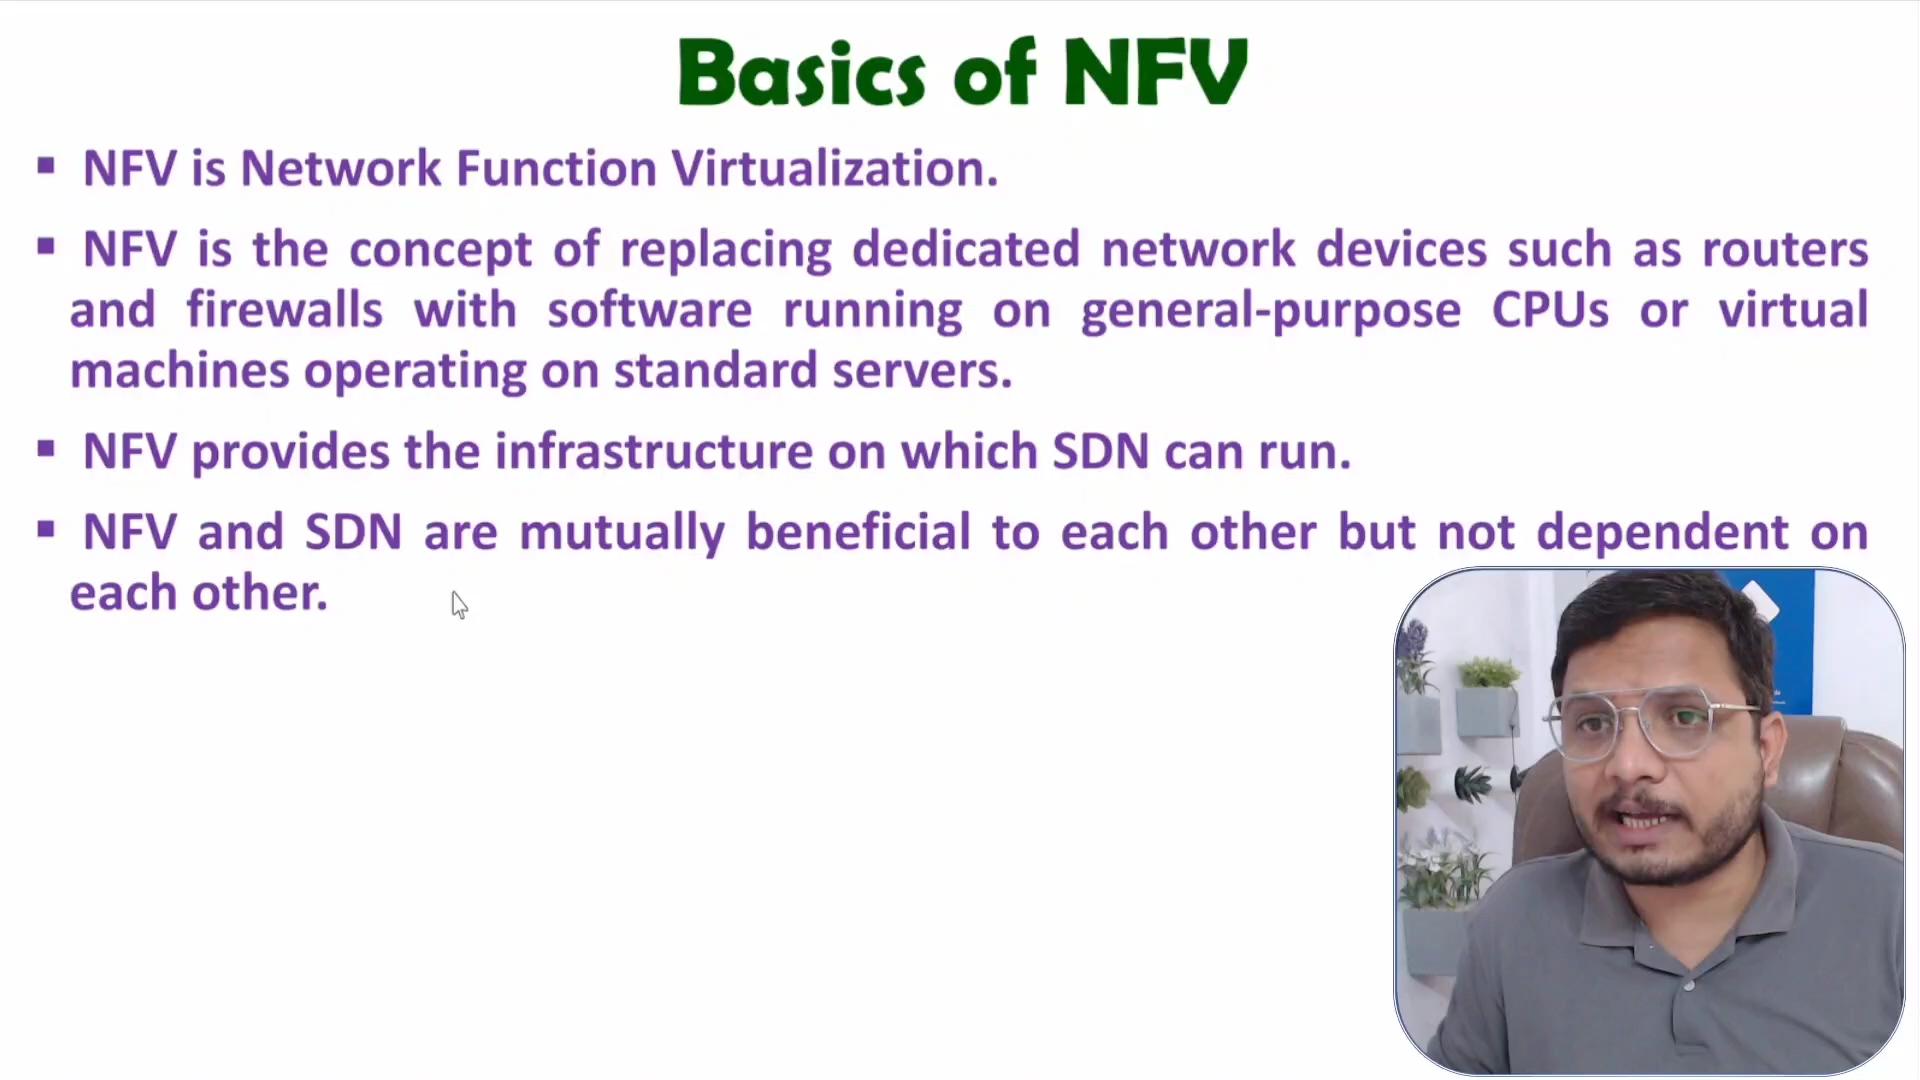 Basics of NFV
▪ NFV is Network Function Virtualization.
▪ NFV is the concept of replacing dedicated network devices such as routers
and firewalls with software running on general-purpose CPUs or virtual
machines operating on standard servers.
▪ NFV provides the infrastructure on which SDN can run.
▪ NFV and SDN are mutually beneficial to each other but not dependent on
each other.